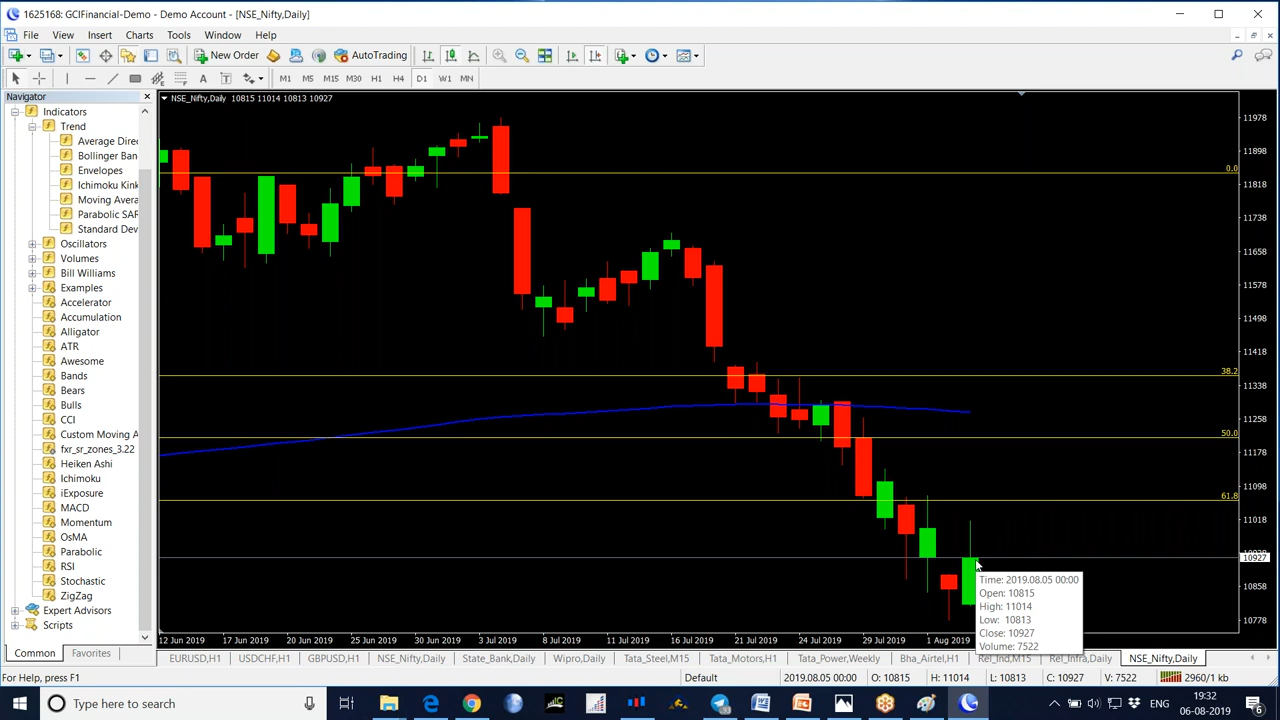 1625168: GCIFinancial-Demo - Demo Account - [NSE_Nifty,Daily]
File View Insert Charts Tools Window Help
New Order AutoTrading
A T M1 M5 M15 M30 H1 H4 D1 W1 MN
Navigator
Indicators
Trend
Average Direc
Bollinger Ban
Envelopes
Ichimoku Kink
Moving Avera
Parabolic SAR
Standard Dev
Oscillators
Volumes
Bill Williams
Examples
Accelerator
Accumulation
Alligator
ATR
Awesome
Bands
Bears
Bulls
CCI
Custom Moving A
fxr_sr_zones_3.22
Heiken Ashi
Ichimoku
iExposure
MACD
Momentum
OsMA
Parabolic
RSI
Stochastic
ZigZag
Expert Advisors
Scripts
Common Favorites
NSE_Nifty,Daily 10815 11014 10813 10927
11978
11898
0.0
11818
11738
11658
11578
11498
11418
38.2
11338
11258
50.0
11178
11098
61.8
11018
10927
10858
10778
Time: 2019.08.05 00:00
Open: 10815
High: 11014
Low: 10813
Close: 10927
Volume: 7522
12 Jun 2019 17 Jun 2019 20 Jun 2019 25 Jun 2019 30 Jun 2019 3 Jul 2019 8 Jul 2019 11 Jul 2019 16 Jul 2019 21 Jul 2019 24 Jul 2019 29 Jul 2019 1 Aug 2019
EURUSD,H1 USDCHF,H1 GBPUSD,H1 NSE_Nifty,Daily State_Bank,Daily Wipro,Daily Tata_Steel,M15 Tata_Motors,H1 Tata_Power,Weekly Bha_Airtel,H1 Rel_Ind,M15 Rel_Infra,Daily NSE_Nifty,Daily
For Help, press F1 Default 2019.08.05 00:00 O: 10815 H: 11014 L: 10813 C: 10927 V: 7522 2960/1 kb
Type here to search
ENG
19:32
06-08-2019
6